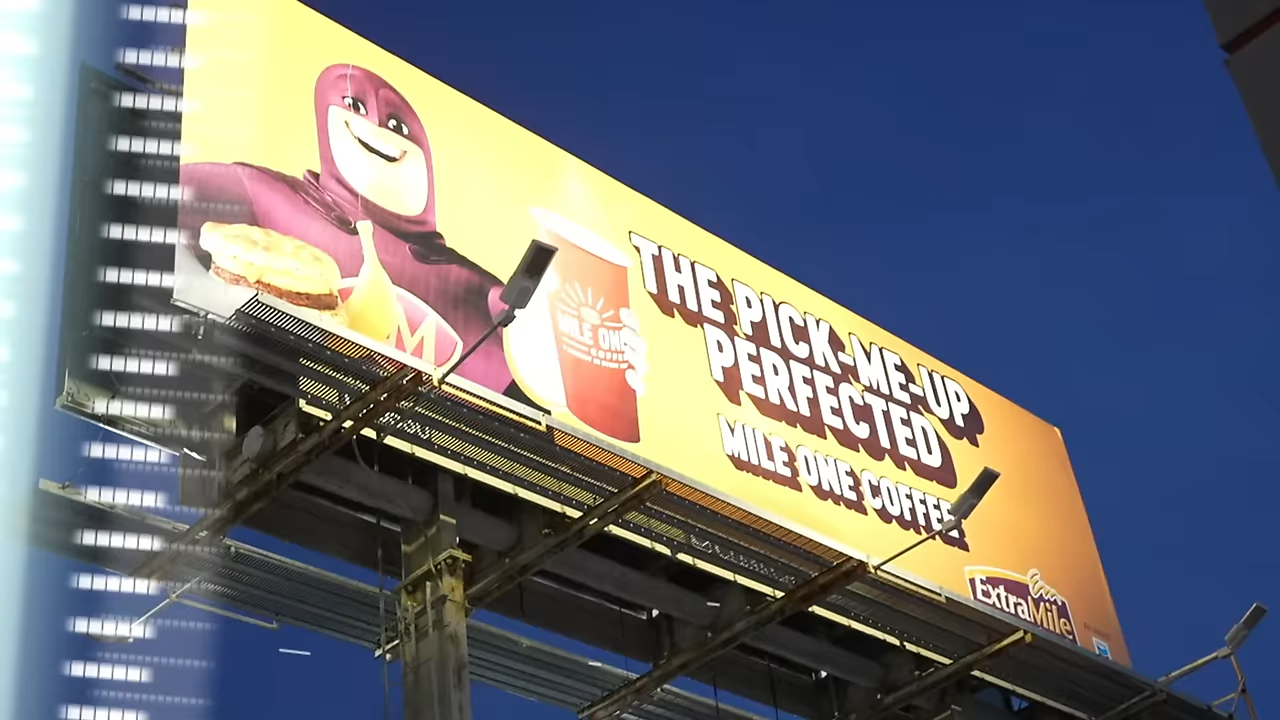 THE PICK-ME-UP
PERFECTED
MILE ONE COFFEE
MILE ONE
COFFEE
M
ExtraMile